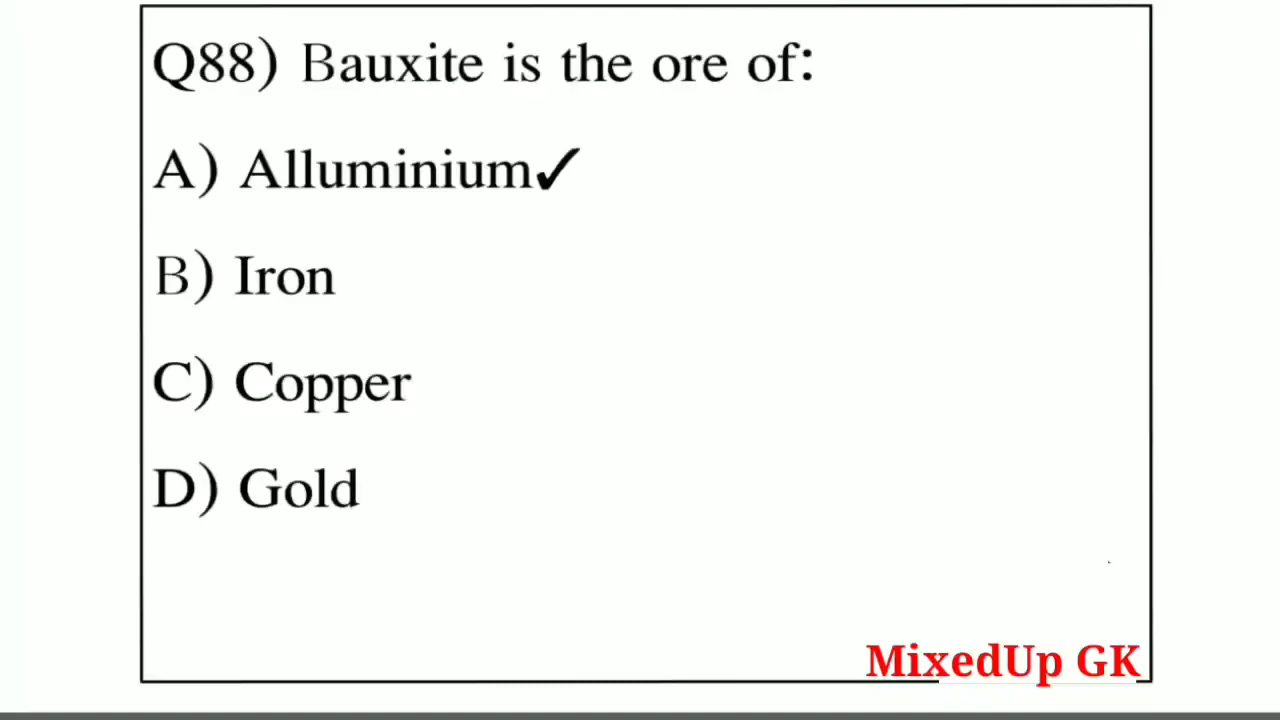 Q88) Bauxite is the ore of:
A) Alluminium✓
B) Iron
C) Copper
D) Gold
MixedUp GK